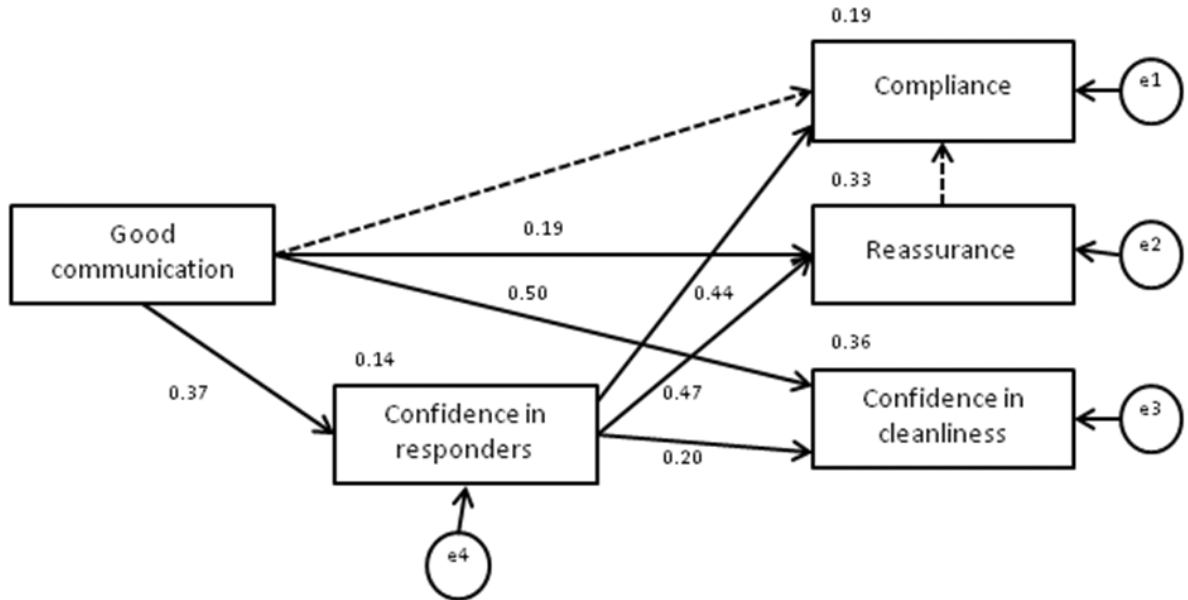 0.19
Compliance
e1
0.33
Good
communication
0.19
Reassurance
e2
0.50
0.44
0.36
0.14
0.37
Confidence in
responders
0.47
Confidence in
cleanliness
e3
0.20
e4